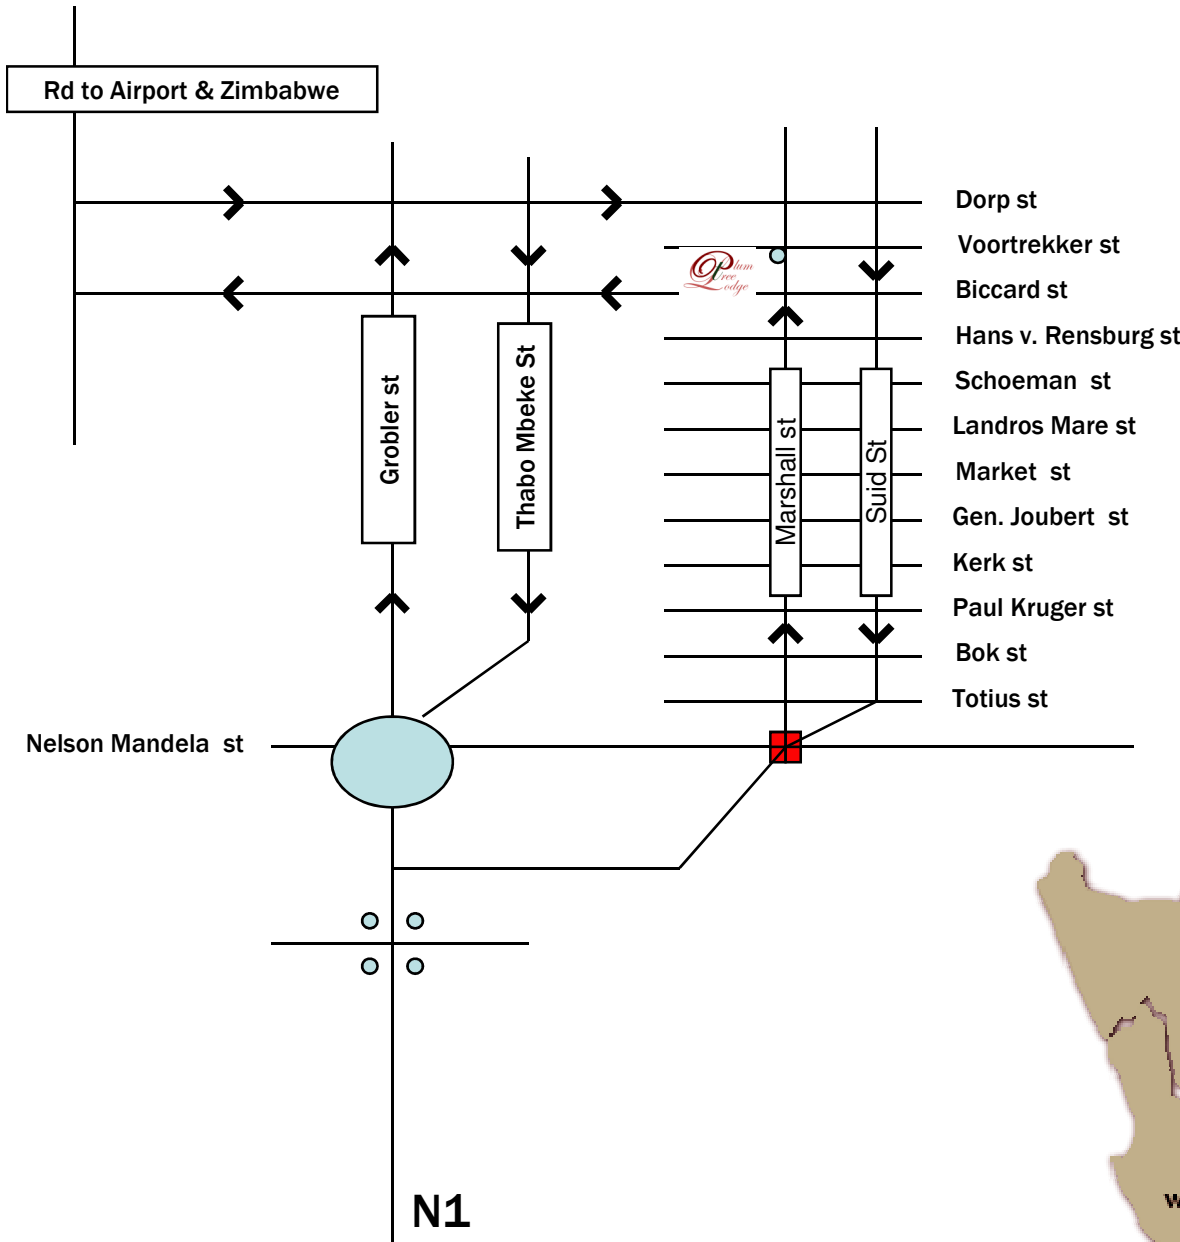 Rd to Airport & Zimbabwe
Dorp st
Voortrekker st
Plum
Tree
Lodge
Biccard st
Hans v. Rensburg st
Schoeman st
Landros Mare st
Market st
Gen. Joubert st
Kerk st
Paul Kruger st
Bok st
Totius st
Grobler st
Thabo Mbeke St
Marshall st
Suid St
Nelson Mandela st
N1